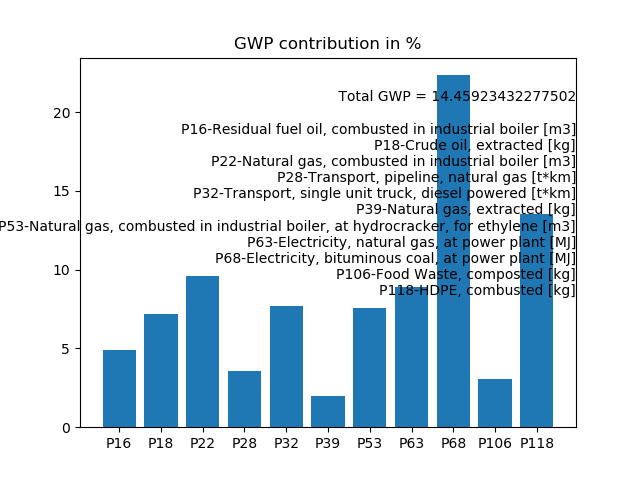 GWP contribution in %
Total GWP = 14.45923432277502
P16-Residual fuel oil, combusted in industrial boiler [m3]
P18-Crude oil, extracted [kg]
P22-Natural gas, combusted in industrial boiler [m3]
P28-Transport, pipeline, natural gas [t*km]
P32-Transport, single unit truck, diesel powered [t*km]
P39-Natural gas, extracted [kg]
P53-Natural gas, combusted in industrial boiler, at hydrocracker, for ethylene [m3]
P63-Electricity, natural gas, at power plant [MJ]
P68-Electricity, bituminous coal, at power plant [MJ]
P106-Food Waste, composted [kg]
P118-HDPE, combusted [kg]
20
15
10
5
0
P16 P18 P22 P28 P32 P39 P53 P63 P68 P106 P118